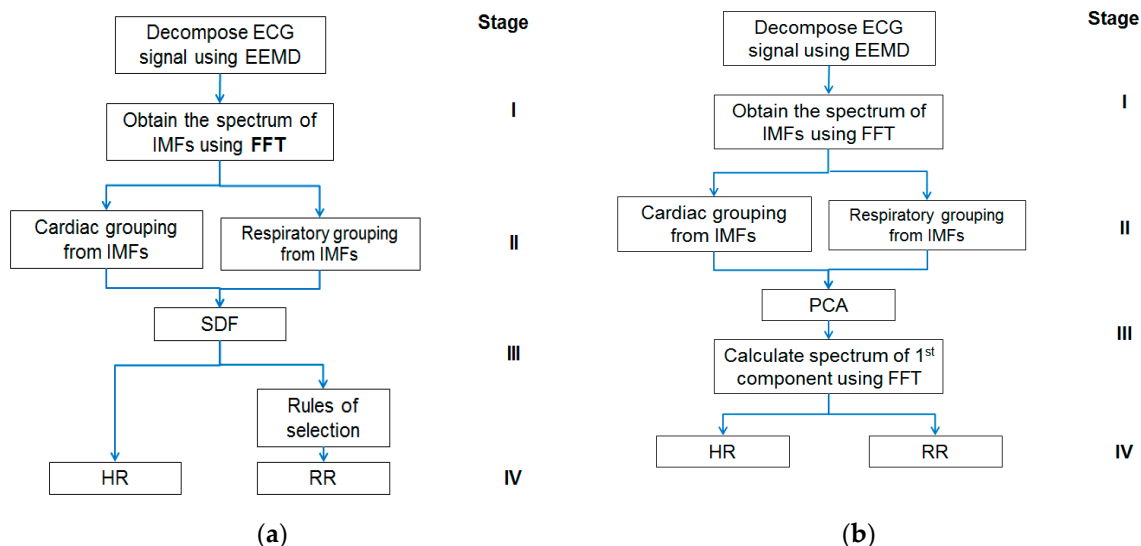 Decompose ECG
signal using EEMD
Stage
Obtain the spectrum of
IMFs using FFT
I
Cardiac grouping
from IMFs
Respiratory grouping
from IMFs
II
SDF
III
Rules of
selection
HR
RR
IV
(a)
Decompose ECG
signal using EEMD
Stage
Obtain the spectrum of
IMFs using FFT
I
Cardiac grouping
from IMFs
Respiratory grouping
from IMFs
II
PCA
III
Calculate spectrum of 1st
component using FFT
HR
RR
IV
(b)